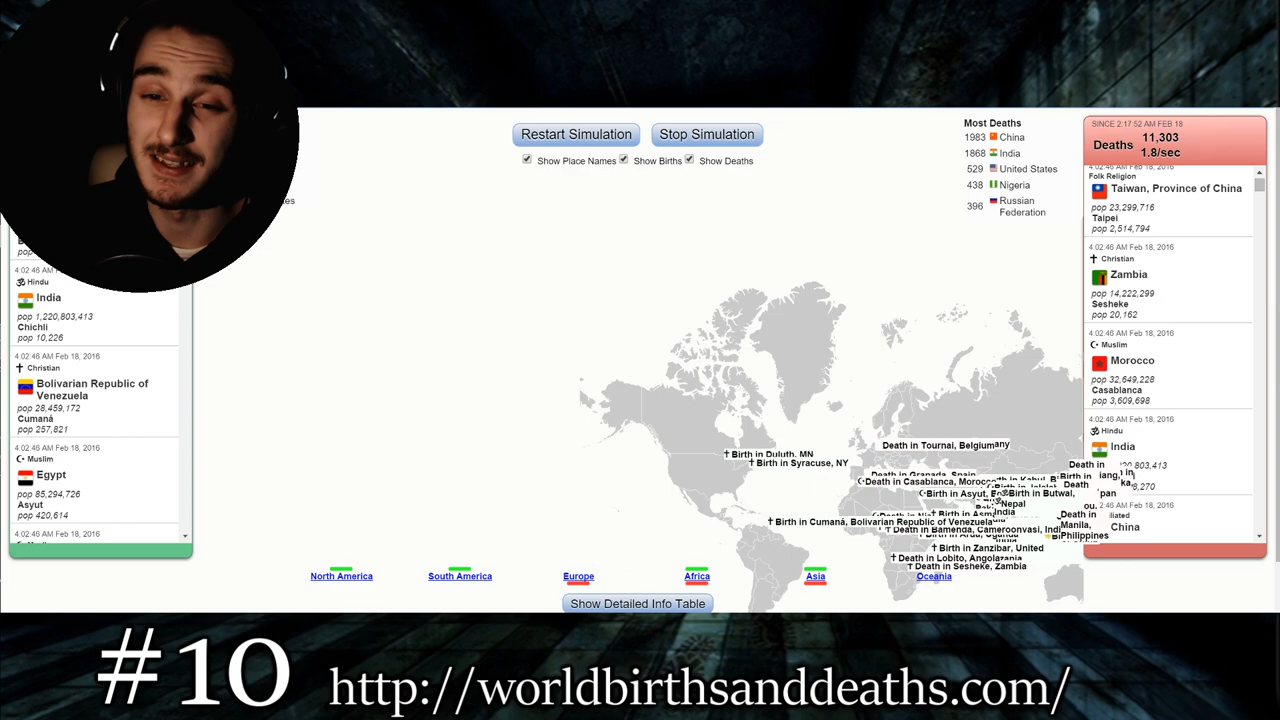 Restart Simulation
Stop Simulation
Show Place Names
Show Births
Show Deaths
Most Deaths
1983 China
1868 India
529 United States
438 Nigeria
396 Russian
Federation
SINCE 2:17:52 AM FEB 18
Deaths
11,303
1.8/sec
4:02:46 AM Feb 18, 2016
Folk Religion
Taiwan, Province of China
pop 23,299,716
Taipei
pop 2,514,794
4:02:46 AM Feb 18, 2016
Christian
Zambia
pop 14,222,299
Sesheke
pop 20,162
4:02:46 AM Feb 18, 2016
Muslim
Morocco
pop 32,649,228
Casablanca
pop 3,609,698
4:02:46 AM Feb 18, 2016
Hindu
India
China
Hindu
India
pop 1,220,803,413
Chichli
pop 10,226
4:02:46 AM Feb 18, 2016
Christian
Bolivarian Republic of
Venezuela
pop 28,459,172
Cumaná
pop 257,821
4:02:46 AM Feb 18, 2016
Muslim
Egypt
pop 85,294,726
Asyut
pop 420,614
4:02:46 AM Feb 18, 2016
Death in Tournai, Belgium
Birth in Duluth, MN
Birth in Syracuse, NY
Death in Granada, Spain
Death in Casablanca, Morocco
Birth in Asyut,
Birth in Butwal,
Nepal
India
Birth in Cumaná, Bolivarian Republic of Venezuela
Death in Bamenda, Cameroon
Birth in Zanzibar, United
Death in Lobito, Angola
Death in Sesheke, Zambia
Death in
Manila,
Philippines
North America
South America
Europe
Africa
Asia
Oceania
Show Detailed Info Table
#10
http://worldbirthsanddeaths.com/